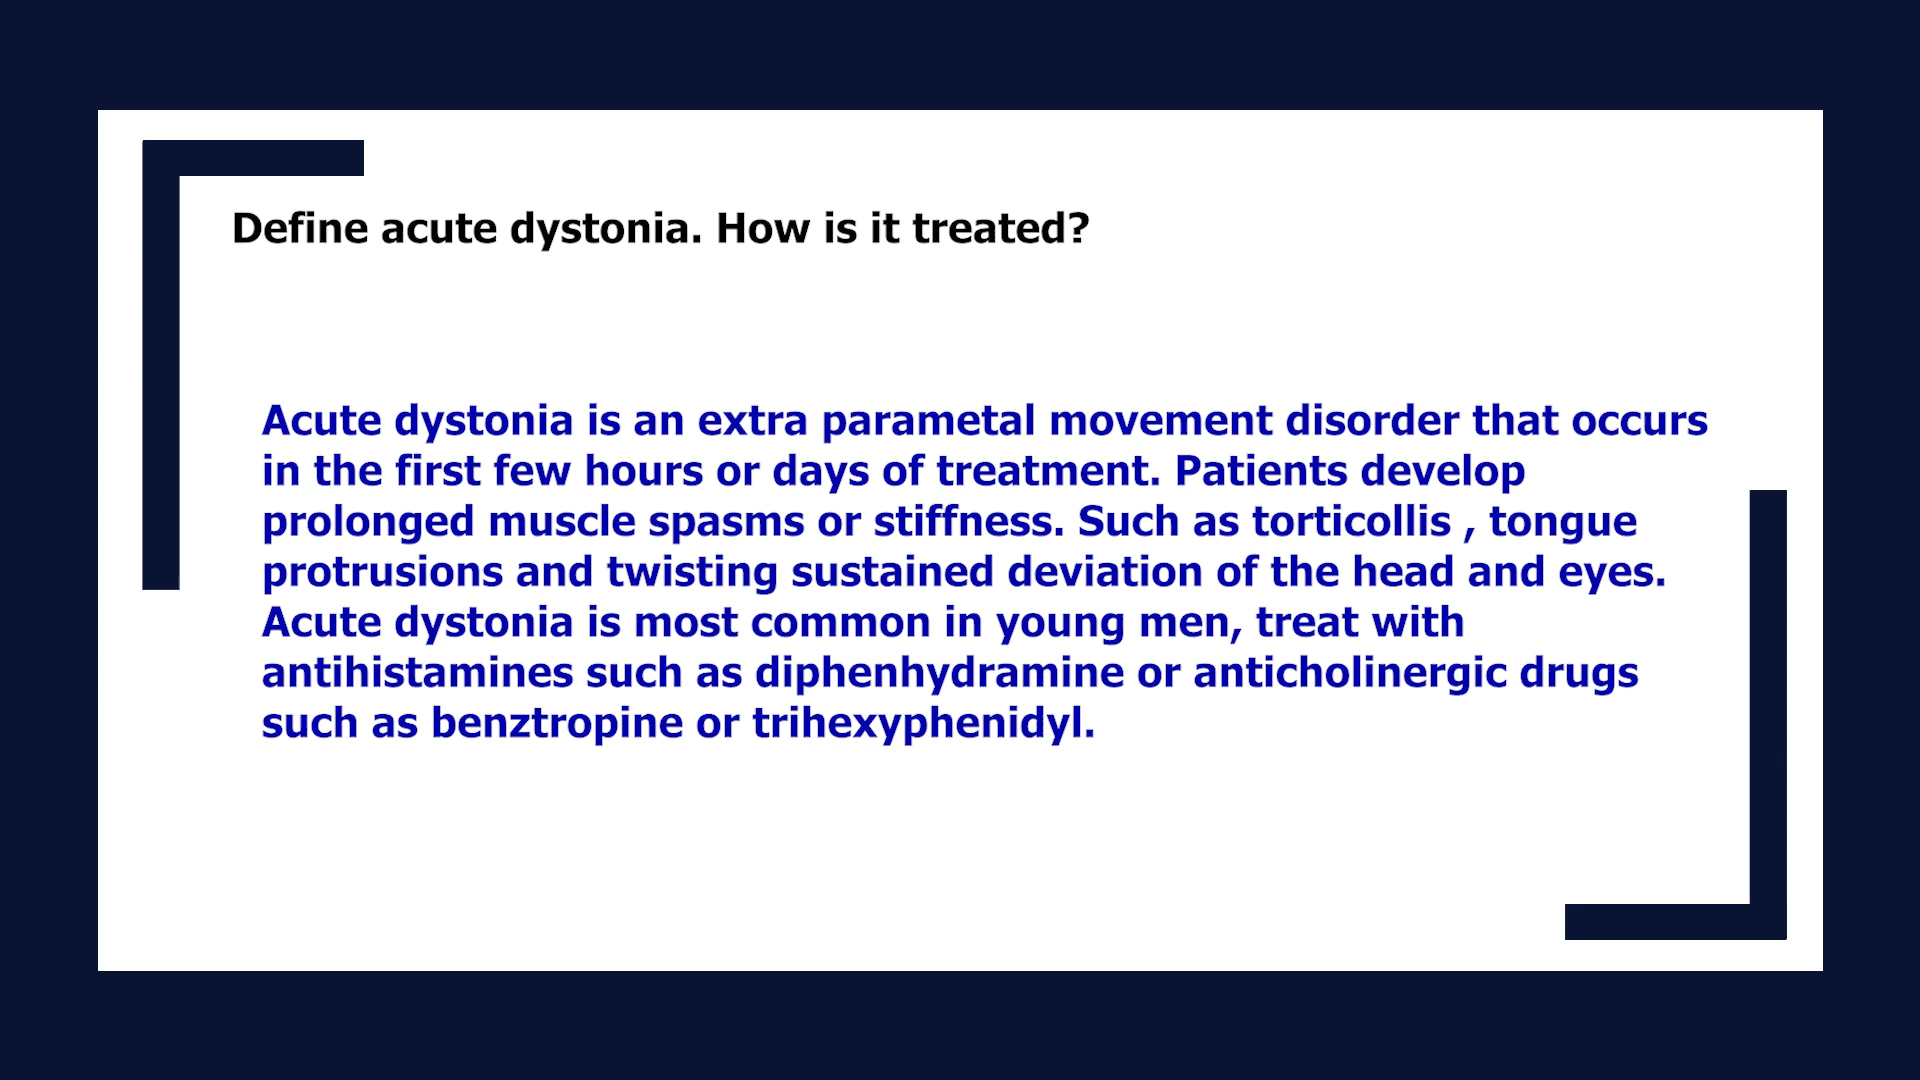 Define acute dystonia. How is it treated?
Acute dystonia is an extra parametal movement disorder that occurs
in the first few hours or days of treatment. Patients develop
prolonged muscle spasms or stiffness. Such as torticollis , tongue
protrusions and twisting sustained deviation of the head and eyes.
Acute dystonia is most common in young men, treat with
antihistamines such as diphenhydramine or anticholinergic drugs
such as benztropine or trihexyphenidyl.